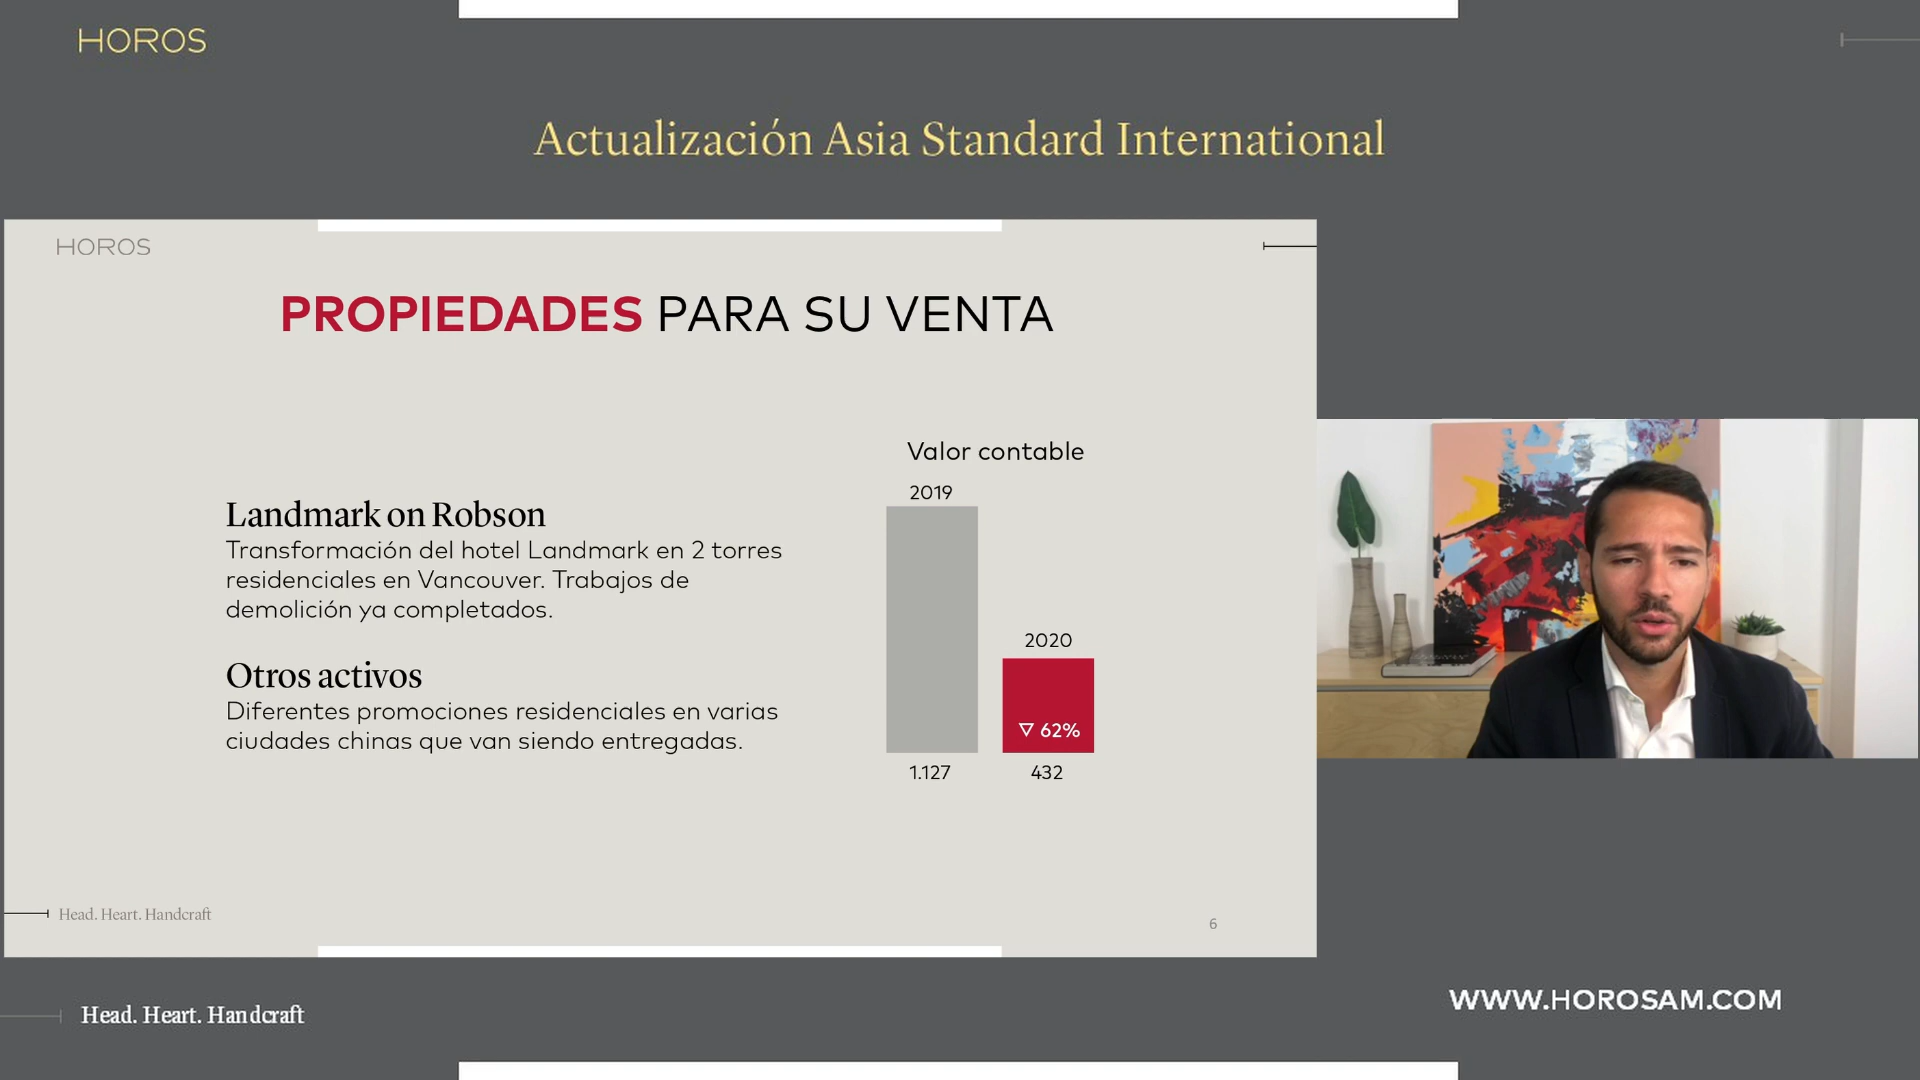 HOROS
Actualización Asia Standard International
HOROS
PROPIEDADES PARA SU VENTA
Landmark on Robson
Transformación del hotel Landmark en 2 torres
residenciales en Vancouver. Trabajos de
demolición ya completados.
Otros activos
Diferentes promociones residenciales en varias
ciudades chinas que van siendo entregadas.
Valor contable
2019
2020
▽ 62%
1.127
432
Head. Heart. Handcraft
6
Head. Heart. Handcraft
WWW.HOROSAM.COM